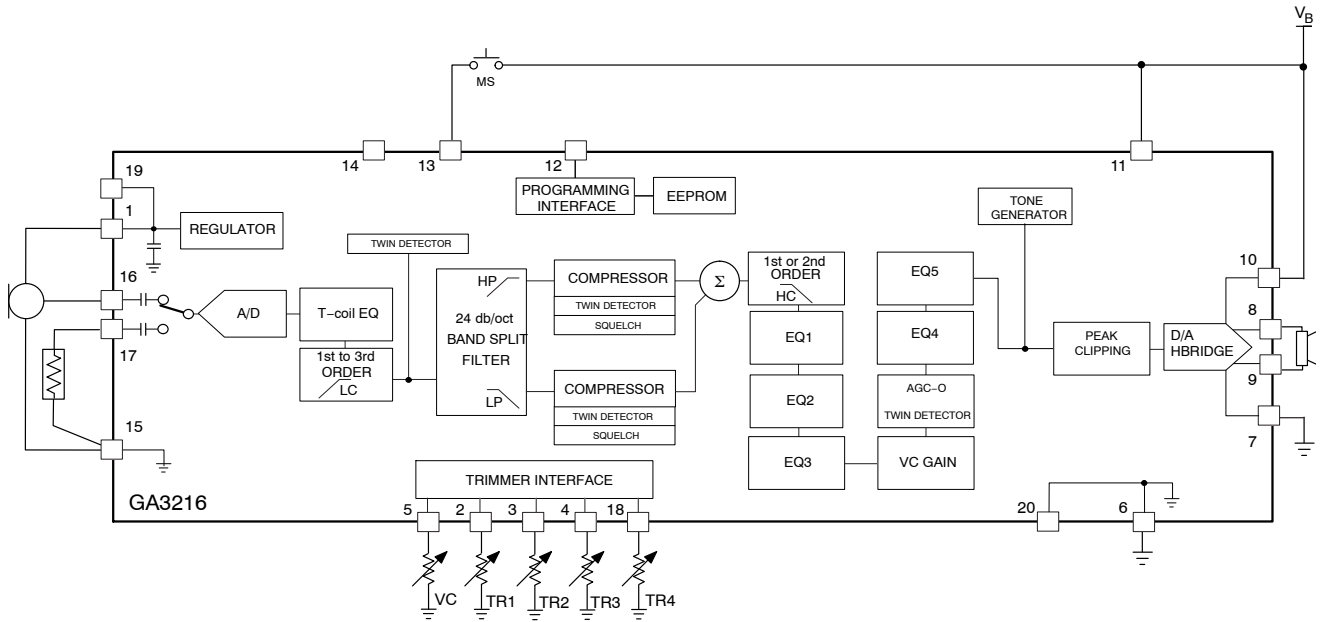 VB
MS
14
13
12
11
19
1
16
17
15
PROGRAMMING
INTERFACE
EEPROM
TONE
GENERATOR
REGULATOR
TWIN DETECTOR
A/D
T-coil EQ
1st to 3rd
ORDER
LC
HP
24 db/oct
BAND SPLIT
FILTER
LP
COMPRESSOR
TWIN DETECTOR
SQUELCH
COMPRESSOR
TWIN DETECTOR
SQUELCH
Σ
1st or 2nd
ORDER
HC
EQ1
EQ2
EQ3
EQ5
EQ4
AGC-O
TWIN DETECTOR
VC GAIN
PEAK
CLIPPING
D/A
HBRIDGE
10
8
9
7
TRIMMER INTERFACE
GA3216
5
2
3
4
18
20
6
VC
TR1
TR2
TR3
TR4